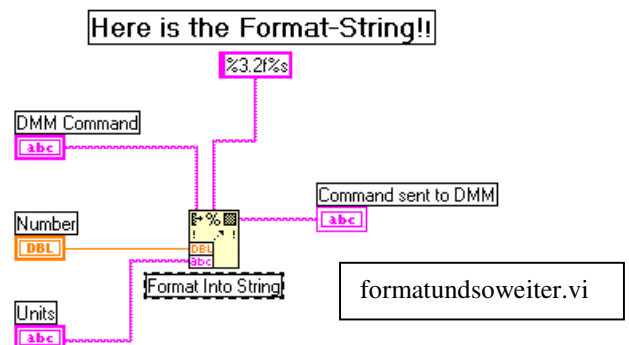 Here is the Format-String!!
%3.2f%s
DMM Command
abc
Command sent to DMM
abc
Number
DBL
%
DBL
abc
Format Into String
formatundsoweiter.vi
Units
abc